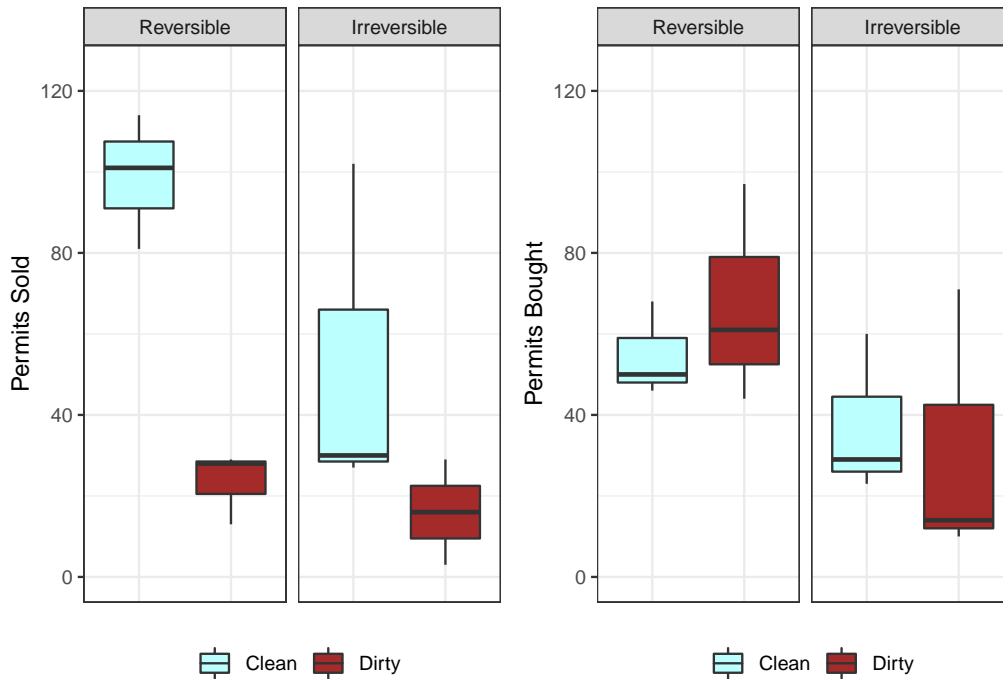 Reversible
Irreversible
Permits Sold
120
80
40
0
Clean
Dirty
Reversible
Irreversible
Permits Bought
120
80
40
0
Clean
Dirty